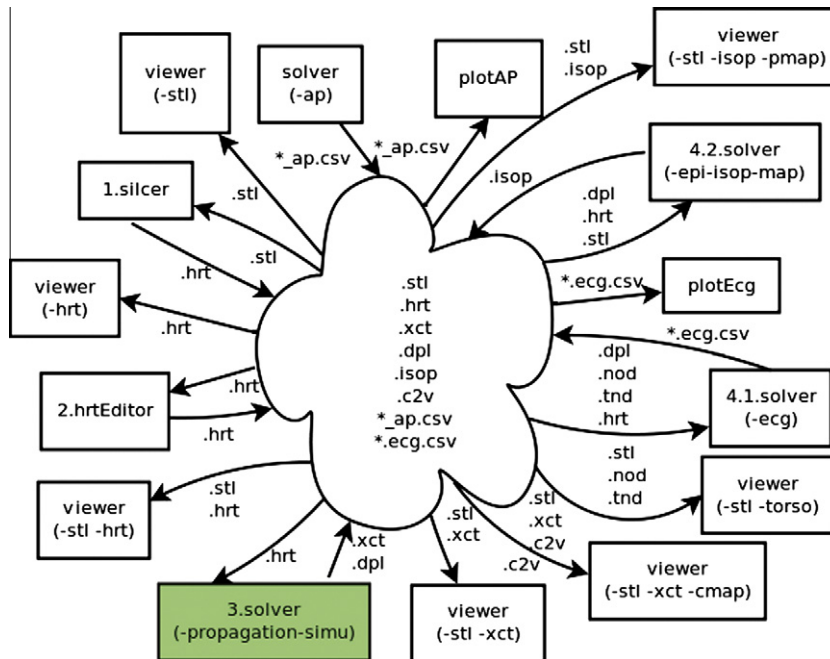 viewer
(-stl)
solver
(-ap)
plotAP
.stl
.isop
viewer
(-stl -isop -pmap)
*_ap.csv
*_ap.csv
4.2.solver
(-epi-isop-map)
.isop
1.silcer
.stl
.stl
.dpl
.hrt
.stl
.hrt
viewer
(-hrt)
.hrt
*.ecg.csv
plotEcg
.stl
.hrt
.xct
.dpl
.isop
.c2v
*_ap.csv
*.ecg.csv
*.ecg.csv
2.hrtEditor
.hrt
.hrt
.dpl
.nod
.tnd
.hrt
4.1.solver
(-ecg)
viewer
(-stl -hrt)
.stl
.hrt
.stl
.nod
.tnd
viewer
(-stl -torso)
.hrt
.xct
.dpl
.stl
.xct
.stl
.xct
.c2v
.c2v
3.solver
(-propagation-simu)
viewer
(-stl -xct)
viewer
(-stl -xct -cmap)